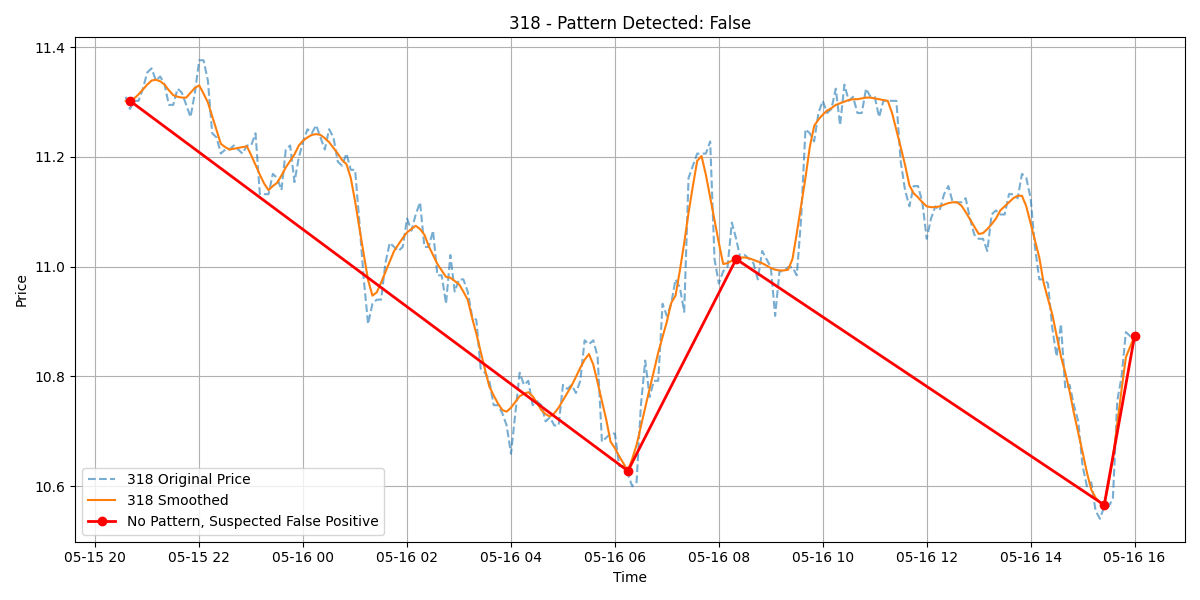 318 - Pattern Detected: False
Price
11.4
11.2
11.0
10.8
10.6
318 Original Price
318 Smoothed
No Pattern, Suspected False Positive
05-15 20 05-15 22 05-16 00 05-16 02 05-16 04 05-16 06 05-16 08 05-16 10 05-16 12 05-16 14 05-16 16
Time